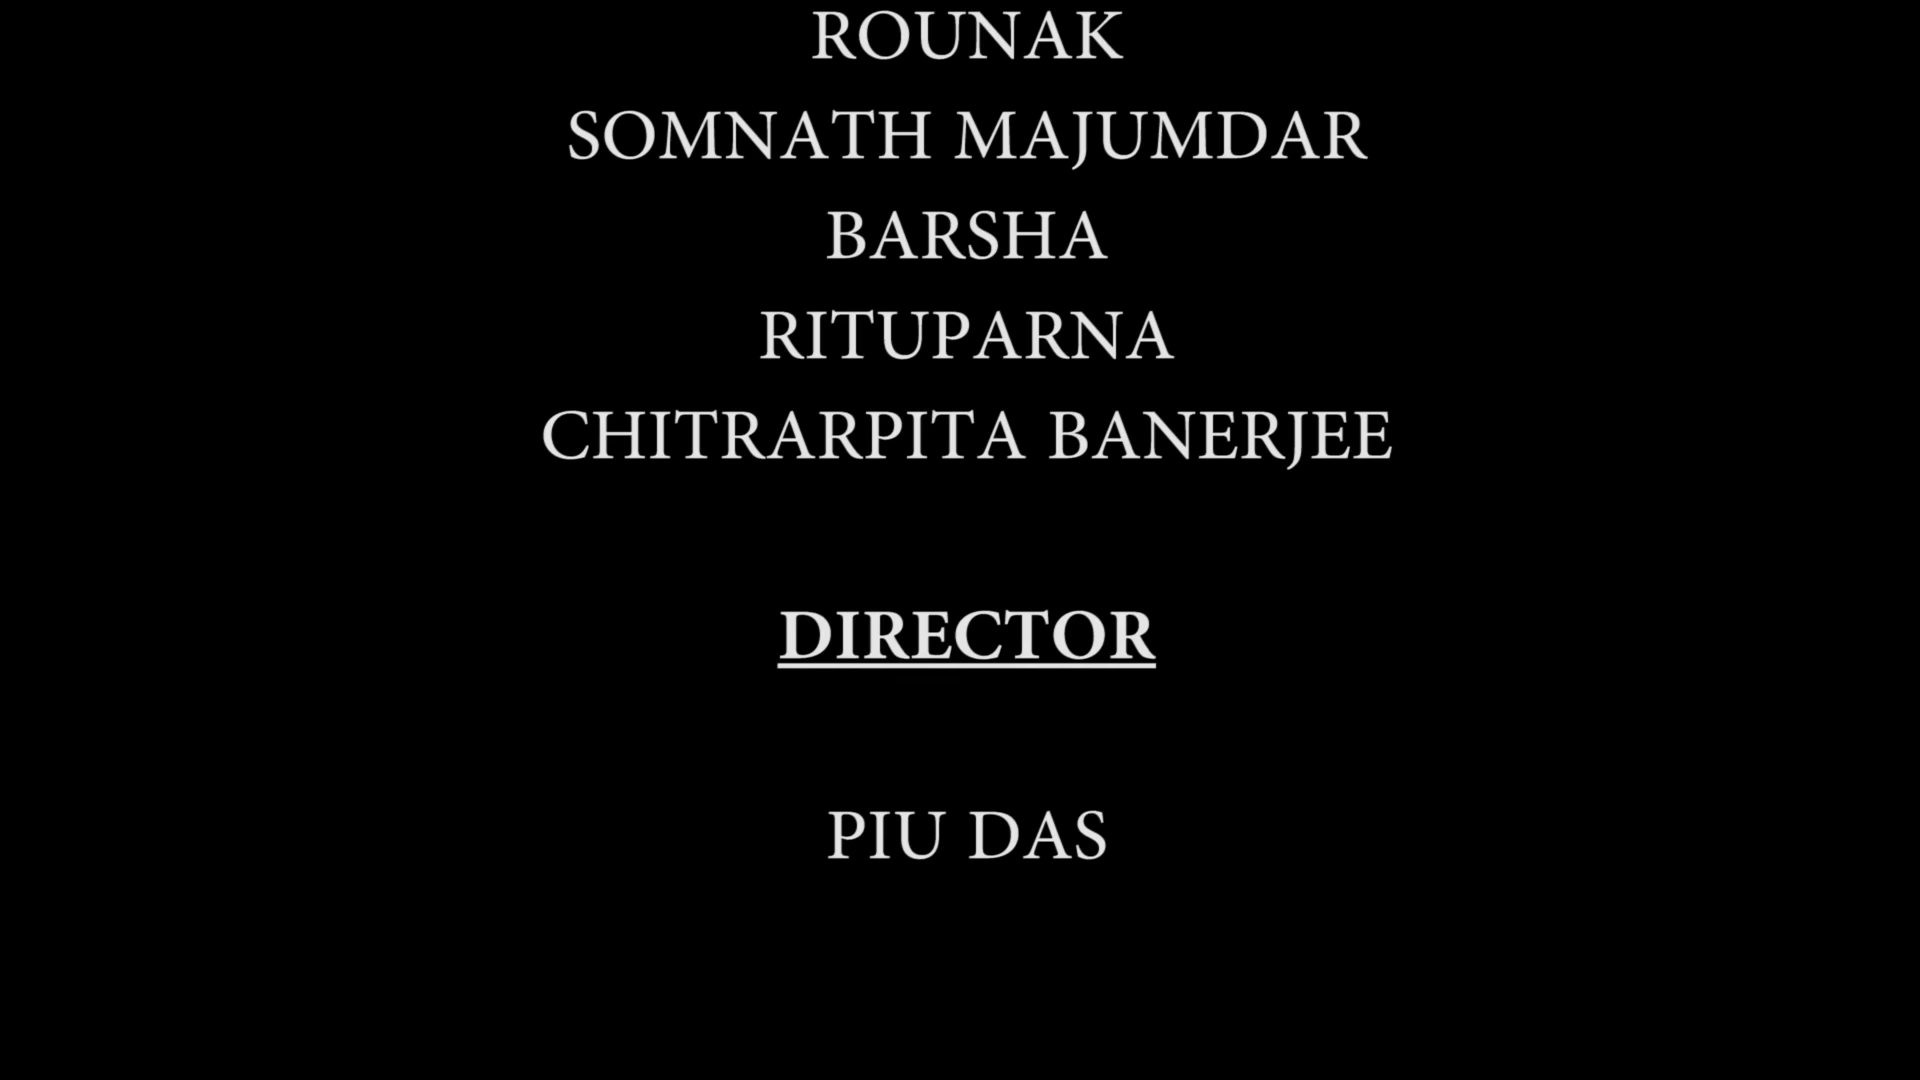 ROUNAK
SOMNATH MAJUMDAR
BARSHA
RITUPARNA
CHITRARPITA BANERJEE
DIRECTOR
PIU DAS